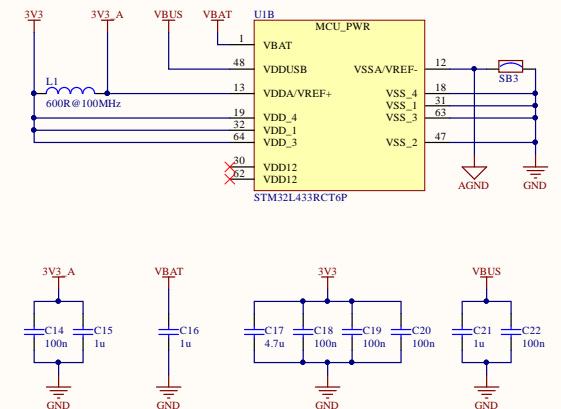 3V3 3V3_A VBUS VBAT U1B
MCU_PWR
1 VBAT
48 VDDUSB VSSA/VREF- 12
L1 SB3
600R@100MHz 13 VDDA/VREF+ VSS_4 18
VSS_1 31
19 VDD_4 VSS_3 63
32 VDD_1
64 VDD_3 VSS_2 47
30 VDD12
62 VDD12 AGND GND
STM32L433RCT6P
3V3_A VBAT 3V3 VBUS
C14 C15 C16 C17 C18 C19 C20 C21 C22
100n 1u 1u 4.7u 100n 100n 100n 1u 100n
GND GND GND GND